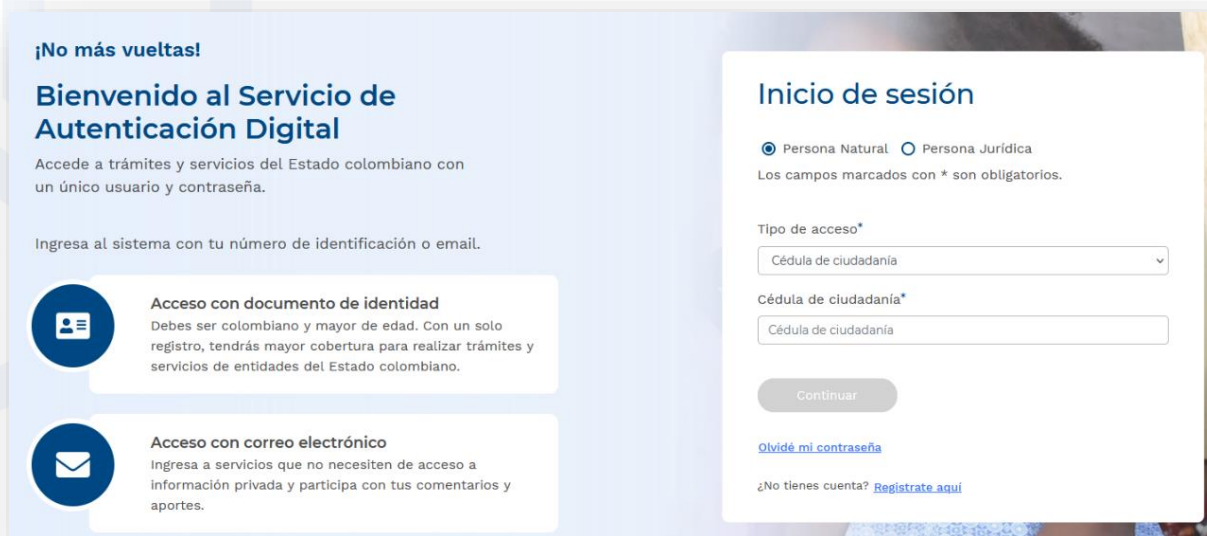 ¡No más vueltas!
Bienvenido al Servicio de
Autenticación Digital
Accede a trámites y servicios del Estado colombiano con
un único usuario y contraseña.
Ingresa al sistema con tu número de identificación o email.
Acceso con documento de identidad
Debes ser colombiano y mayor de edad. Con un solo
registro, tendrás mayor cobertura para realizar trámites y
servicios de entidades del Estado colombiano.
Acceso con correo electrónico
Ingresa a servicios que no necesiten de acceso a
información privada y participa con tus comentarios y
aportes.
Inicio de sesión
Persona Natural Persona Jurídica
Los campos marcados con * son obligatorios.
Tipo de acceso*
Cédula de ciudadanía
Cédula de ciudadanía*
Cédula de ciudadanía
Continuar
Olvidé mi contraseña
¿No tienes cuenta? Registrate aquí